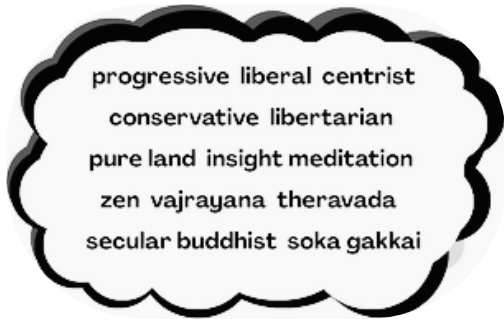 progressive liberal centrist
conservative libertarian
pure land insight meditation
zen vajrayana theravada
secular buddhist soka gakkai